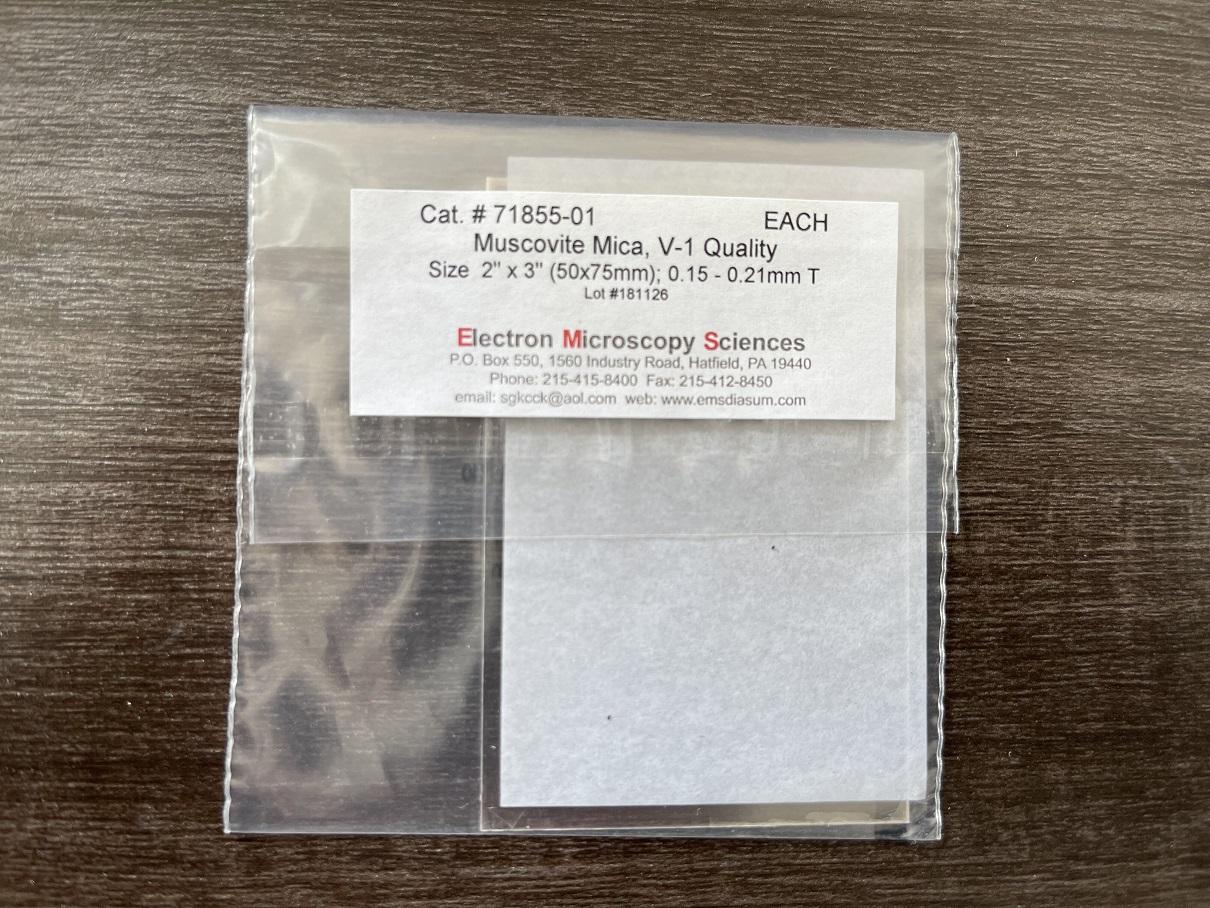 Cat. # 71855-01 EACH
Muscovite Mica, V-1 Quality
Size 2" x 3" (50x75mm); 0.15 - 0.21mm T
Lot #181126
Electron Microscopy Sciences
P.O. Box 550, 1560 Industry Road, Hatfield, PA 19440
Phone: 215-415-8400 Fax: 215-412-8450
email: sgkcck@aol.com web: www.emsdiasum.com